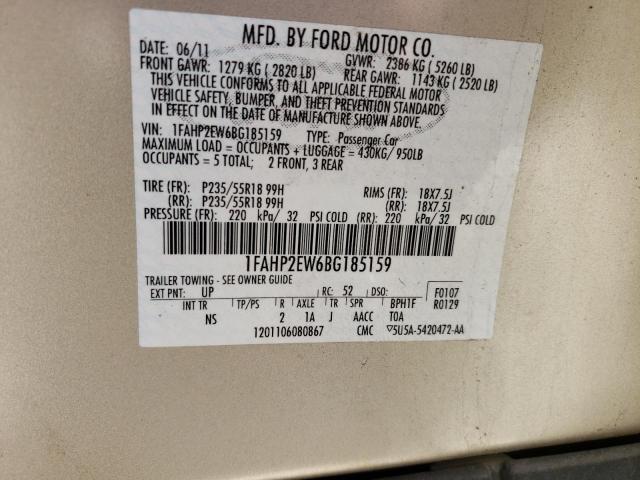 MFD. BY FORD MOTOR CO.
DATE: 06/11 GVWR: 2386 KG ( 5260 LB)
FRONT GAWR: 1279 KG ( 2820 LB) REAR GAWR: 1143 KG ( 2520 LB)
THIS VEHICLE CONFORMS TO ALL APPLICABLE FEDERAL MOTOR
VEHICLE SAFETY, BUMPER, AND THEFT PREVENTION STANDARDS
IN EFFECT ON THE DATE OF MANUFACTURE SHOWN ABOVE.
VIN: 1FAHP2EW6BG185159 TYPE: Passenger Car
MAXIMUM LOAD = OCCUPANTS + LUGGAGE = 430KG/ 950LB
OCCUPANTS = 5 TOTAL; 2 FRONT, 3 REAR
TIRE (FR): P235/55R18 99H RIMS (FR): 18X7.5J
(RR): P235/55R18 99H (RR): 18X7.5J
PRESSURE (FR): 220 kPa/ 32 PSI COLD (RR): 220 kPa/ 32 PSI COLD
1FAHP2EW6BG185159
TRAILER TOWING - SEE OWNER GUIDE
EXT PNT: UP RC: 52 DSO: F0107
INT TR TP/PS R AXLE TR SPR BPH1F R0129
NS 2 1A J AACC T0A
1201106080867 CMC ▽5U5A-5420472-AA